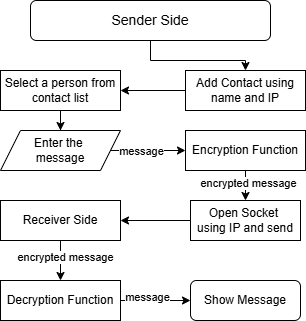 Sender Side
Select a person from
contact list
Add Contact using
name and IP
Enter the
message
message
Encryption Function
encrypted message
Open Socket
using IP and send
Receiver Side
encrypted message
Decryption Function
message
Show Message